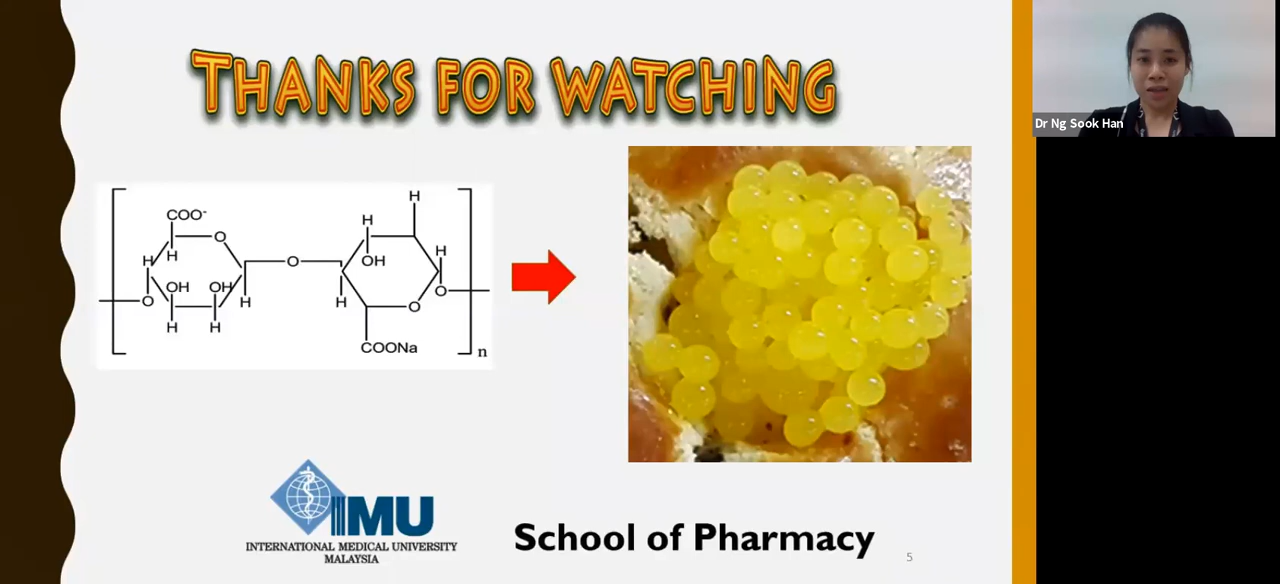 THANKS FOR WATCHING
Dr Ng Sook Han
H
COO-
H
O
H
H
H
OH
O
OH
OH
H
O
H
H
O
O
H
H
COONa
n
IMU
INTERNATIONAL MEDICAL UNIVERSITY
MALAYSIA
School of Pharmacy
5